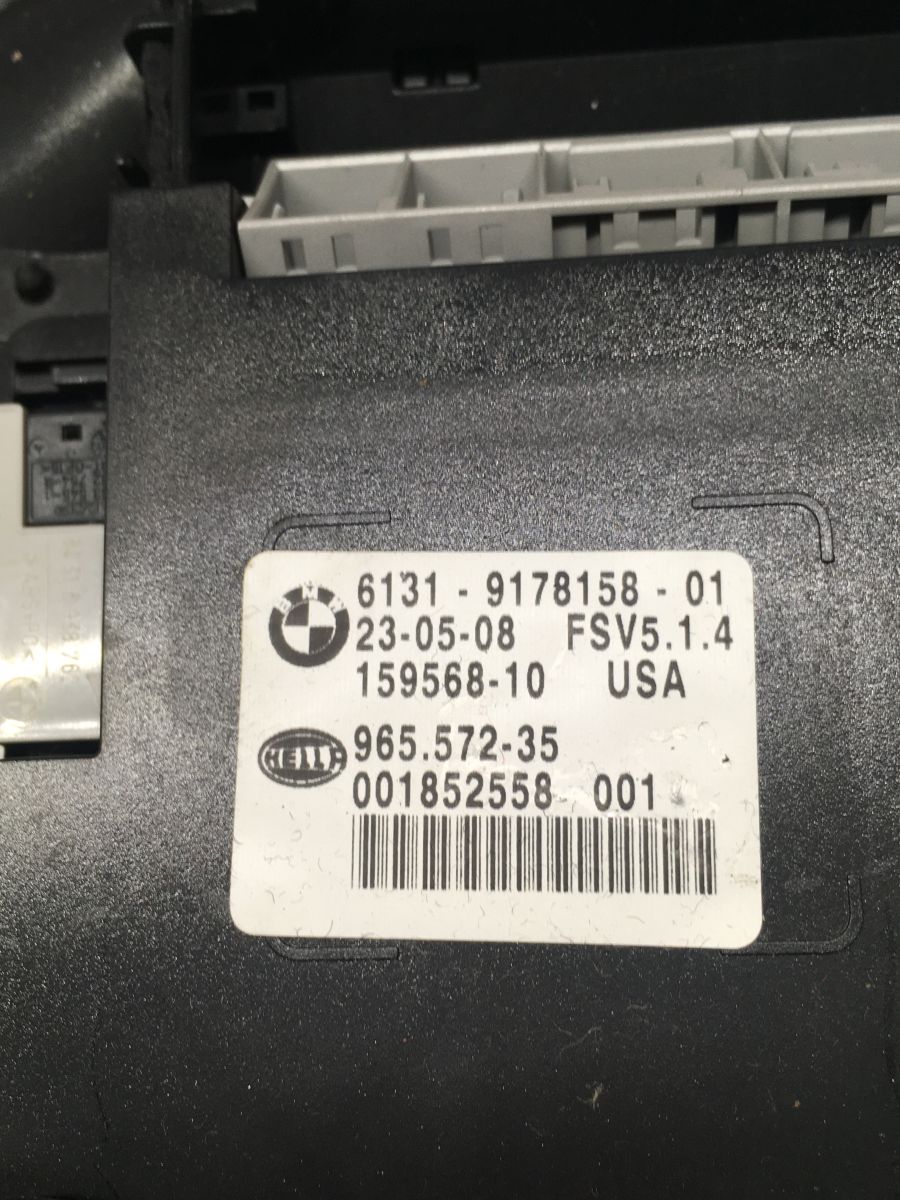 BMW
6131 - 9178158 - 01
23-05-08 FSV5.1.4
159568-10 USA
HELLA
965.572-35
001852558 001